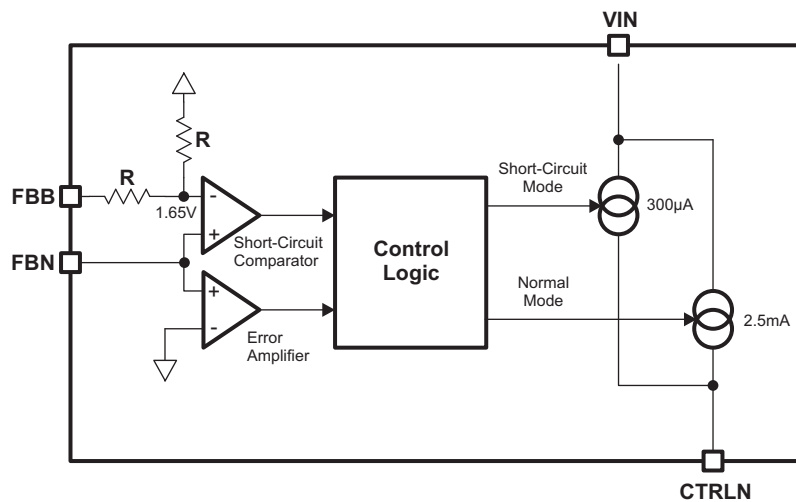 VIN
R
FBB
R
1.65V
-
+
Short-Circuit
Comparator
FBN
+
-
Error
Amplifier
Control
Logic
Short-Circuit
Mode
300µA
Normal
Mode
2.5mA
CTRLN